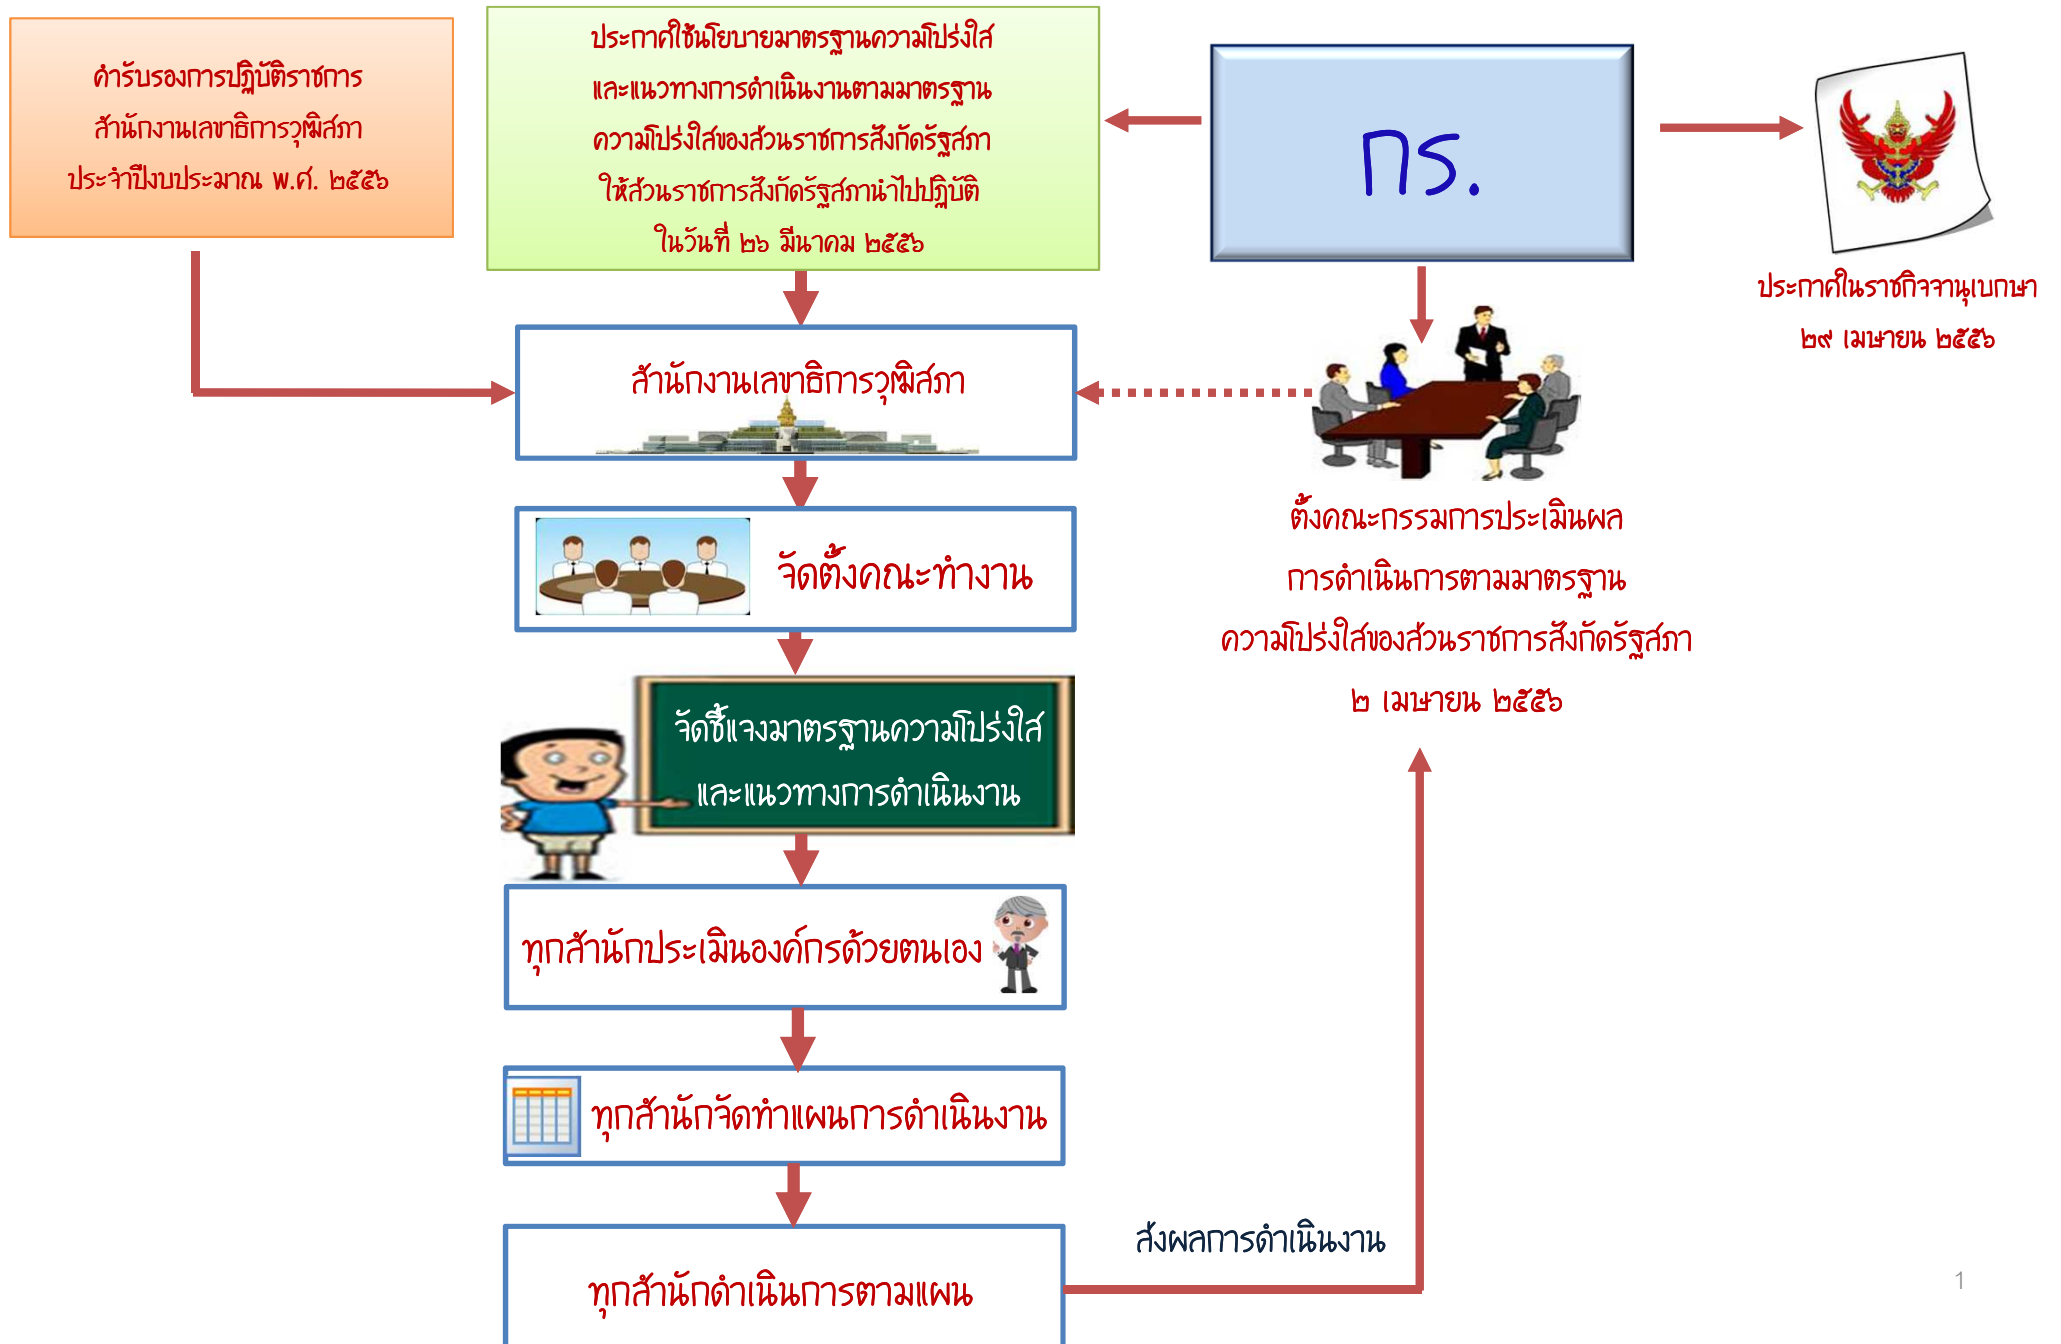 คำรับรองการปฏิบัติราชการ
สำนักงานเลขาธิการวุฒิสภา
ประจำปีงบประมาณ พ.ศ. ๒๕๕๖
ประกาศใช้นโยบายมาตรฐานความโปร่งใส
และแนวทางการดำเนินงานตามมาตรฐาน
ความโปร่งใสของส่วนราชการสังกัดรัฐสภา
ให้ส่วนราชการสังกัดรัฐสภานำไปปฏิบัติ
ในวันที่ ๒๖ มีนาคม ๒๕๕๖
กร.
ประกาศในราชกิจจานุเบกษา
๒๙ เมษายน ๒๕๕๖
สำนักงานเลขาธิการวุฒิสภา
จัดตั้งคณะทำงาน
ตั้งคณะกรรมการประเมินผล
การดำเนินการตามมาตรฐาน
ความโปร่งใสของส่วนราชการสังกัดรัฐสภา
๒ เมษายน ๒๕๕๖
จัดชี้แจงมาตรฐานความโปร่งใส
และแนวทางการดำเนินงาน
ทุกสำนักประเมินองค์กรด้วยตนเอง
ทุกสำนักจัดทำแผนการดำเนินงาน
ส่งผลการดำเนินงาน
ทุกสำนักดำเนินการตามแผน
1